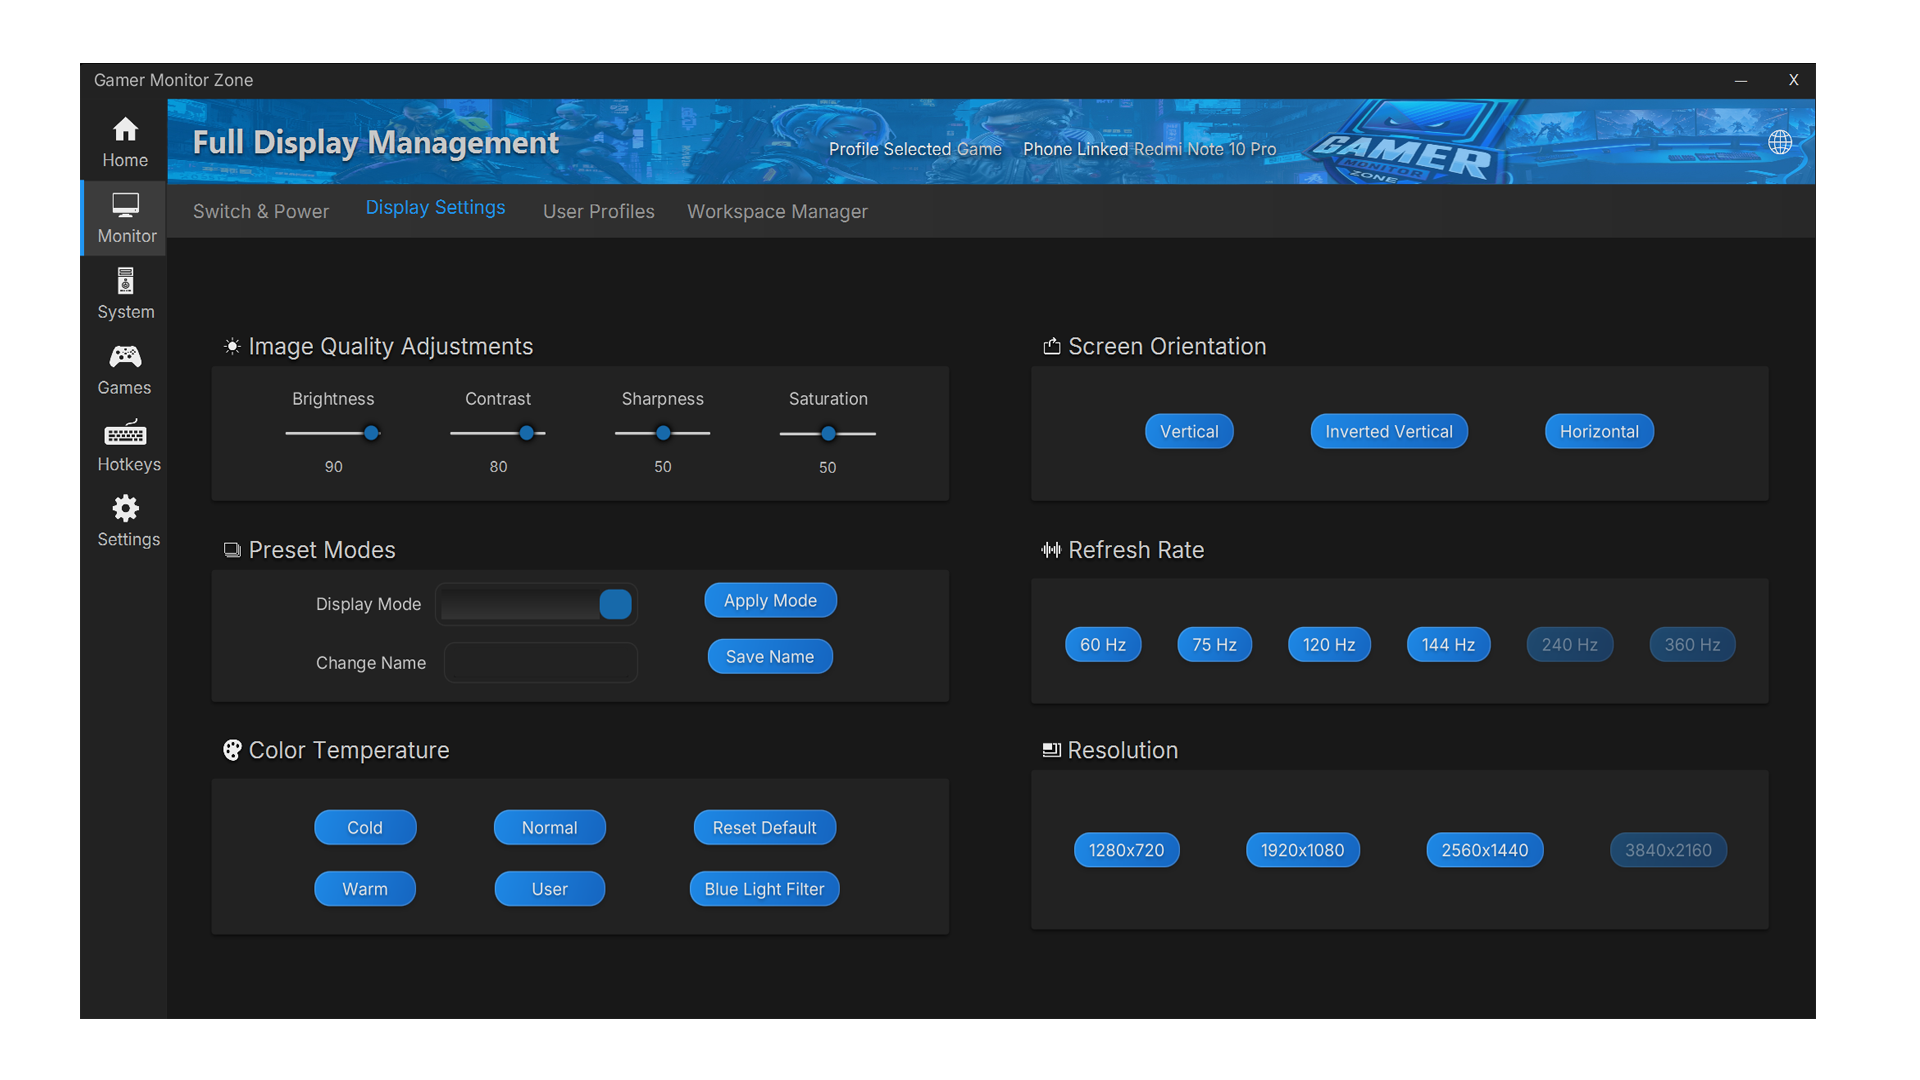 Gamer Monitor Zone
— X
Home
Monitor
System
Games
Hotkeys
Settings
Full Display Management
Profile Selected Game Phone Linked Redmi Note 10 Pro
GAMER
MONITOR
ZONE
Switch & Power Display Settings User Profiles Workspace Manager
Image Quality Adjustments
Brightness Contrast Sharpness Saturation
90 80 50 50
Preset Modes
Display Mode Apply Mode
Change Name Save Name
Color Temperature
Cold Normal Reset Default
Warm User Blue Light Filter
Screen Orientation
Vertical Inverted Vertical Horizontal
Refresh Rate
60 Hz 75 Hz 120 Hz 144 Hz 240 Hz 360 Hz
Resolution
1280x720 1920x1080 2560x1440 3840x2160